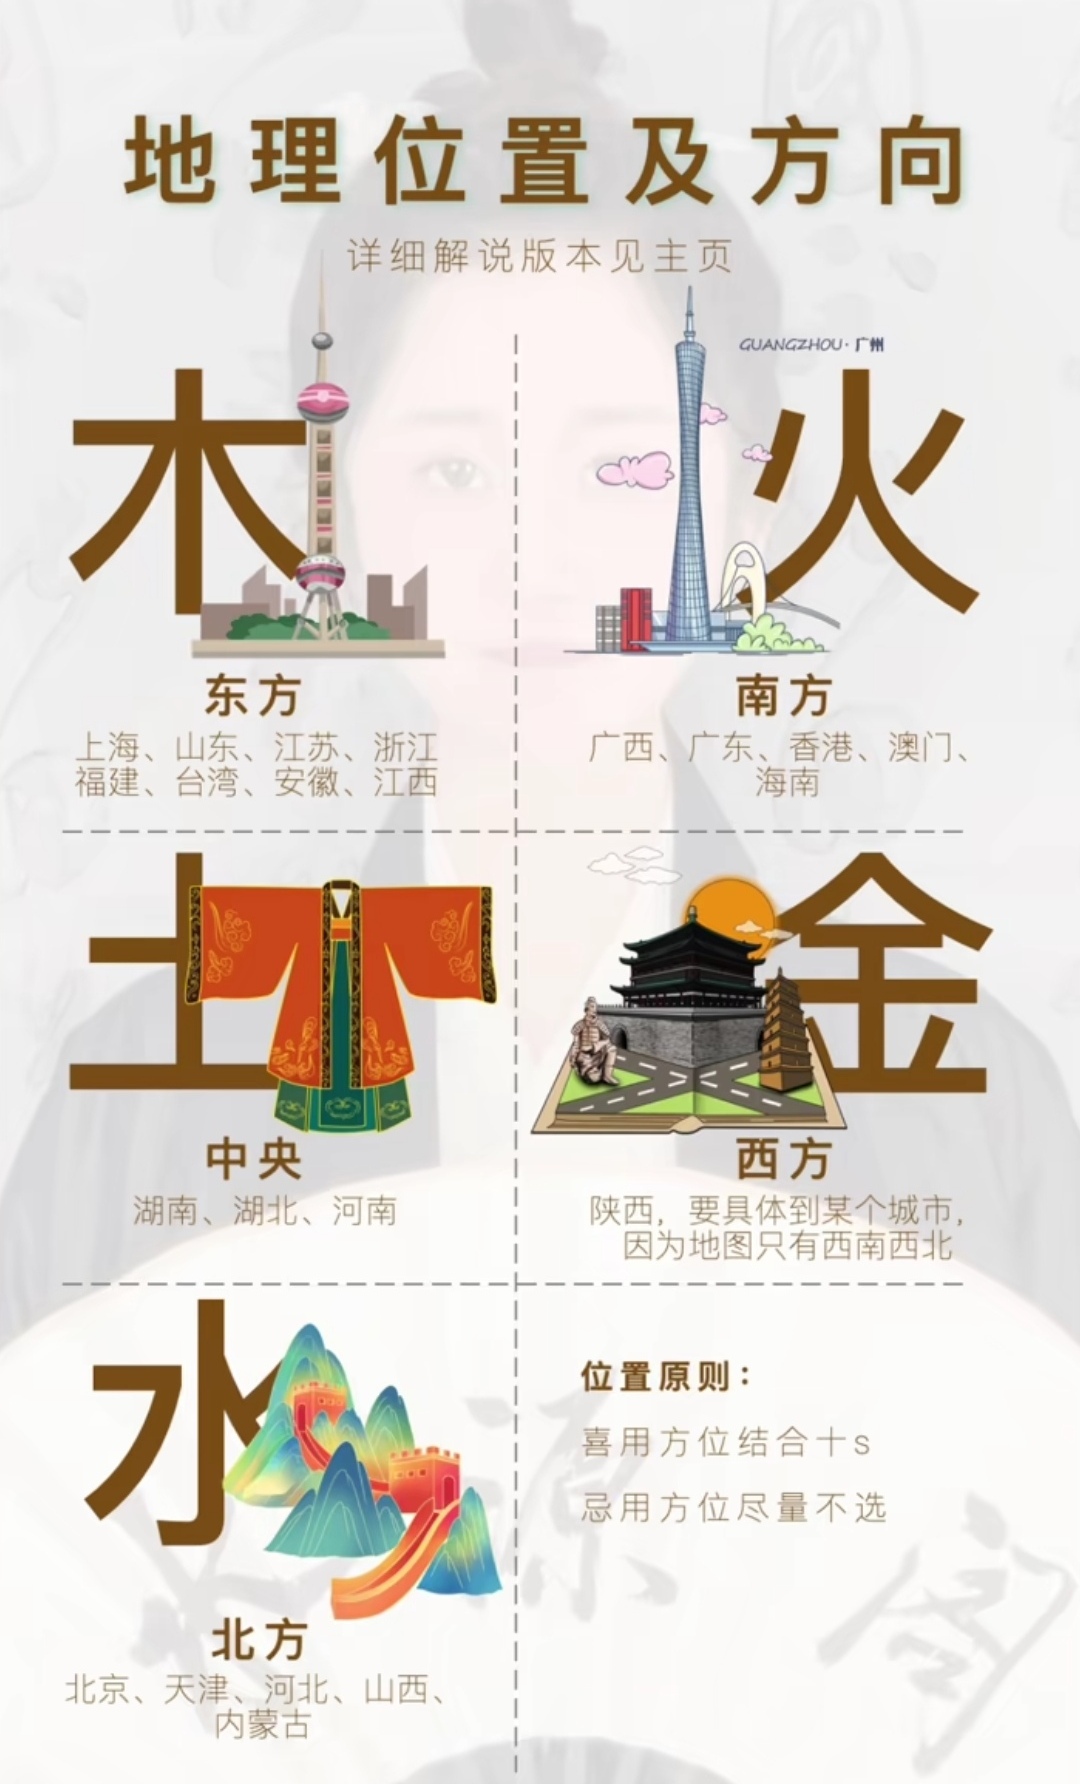 地理位置及方向
详细解说版本见主页
GUANGZHOU·广州
木
火
东方
上海、山东、江苏、浙江
福建、台湾、安徽、江西
南方
广西、广东、香港、澳门、
海南
土
金
中央
湖南、湖北、河南
西方
陕西，要具体到某个城市，
因为地图只有西南西北
水
北方
北京、天津、河北、山西、
内蒙古
位置原则：
喜用方位结合十s
忌用方位尽量不选
源
阁